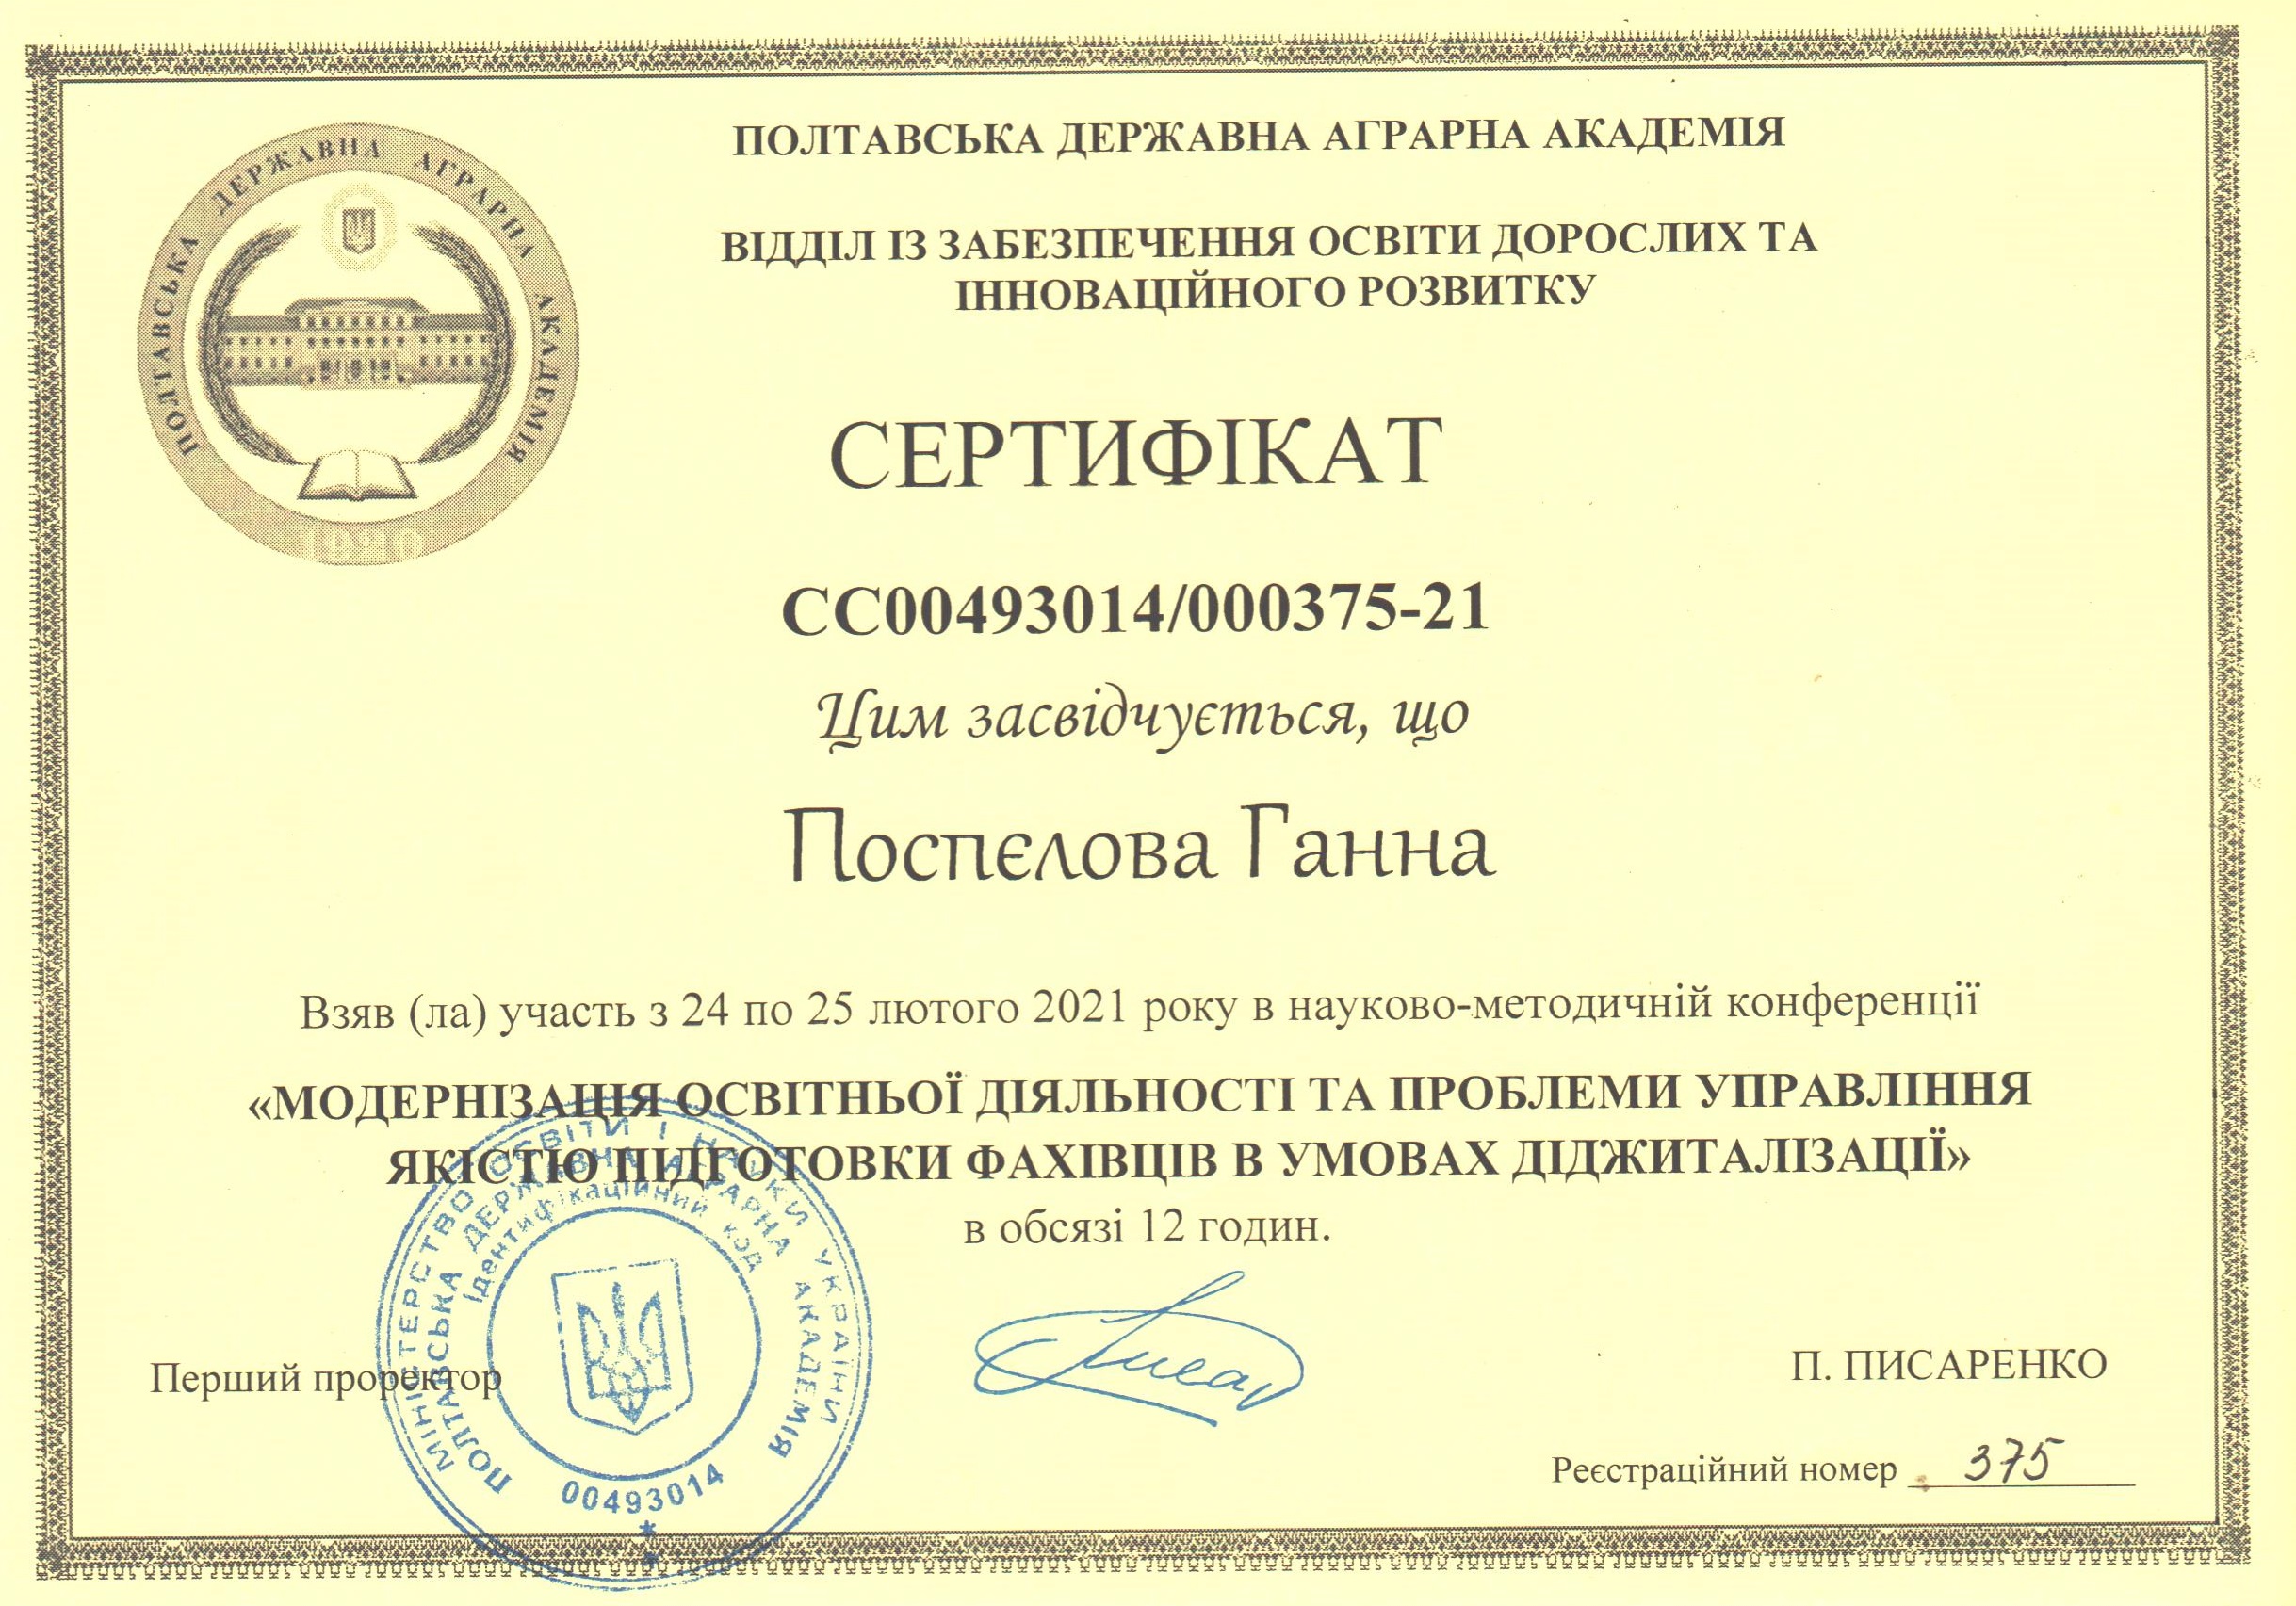 ПОЛТАВСЬКА ДЕРЖАВНА АГРАРНА АКАДЕМІЯ
1920
ПОЛТАВСЬКА ДЕРЖАВНА АГРАРНА АКАДЕМІЯ
ВІДДІЛ ІЗ ЗАБЕЗПЕЧЕННЯ ОСВІТИ ДОРОСЛИХ ТА
ІННОВАЦІЙНОГО РОЗВИТКУ
СЕРТИФІКАТ
СС00493014/000375-21
Цим засвідчується, що
Поспєлова Ганна
Взяв (ла) участь з 24 по 25 лютого 2021 року в науково-методичній конференції
«МОДЕРНІЗАЦІЯ ОСВІТНЬОЇ ДІЯЛЬНОСТІ ТА ПРОБЛЕМИ УПРАВЛІННЯ
ЯКІСТЮ ПІДГОТОВКИ ФАХІВЦІВ В УМОВАХ ДІДЖИТАЛІЗАЦІЇ»
в обсязі 12 годин.
Перший проректор
П. ПИСАРЕНКО
МІНІСТЕРСТВО ОСВІТИ І НАУКИ УКРАЇНИ
ПОЛТАВСЬКА ДЕРЖАВНА АГРАРНА АКАДЕМІЯ
Ідентифікаційний код
00493014
Реєстраційний номер 375